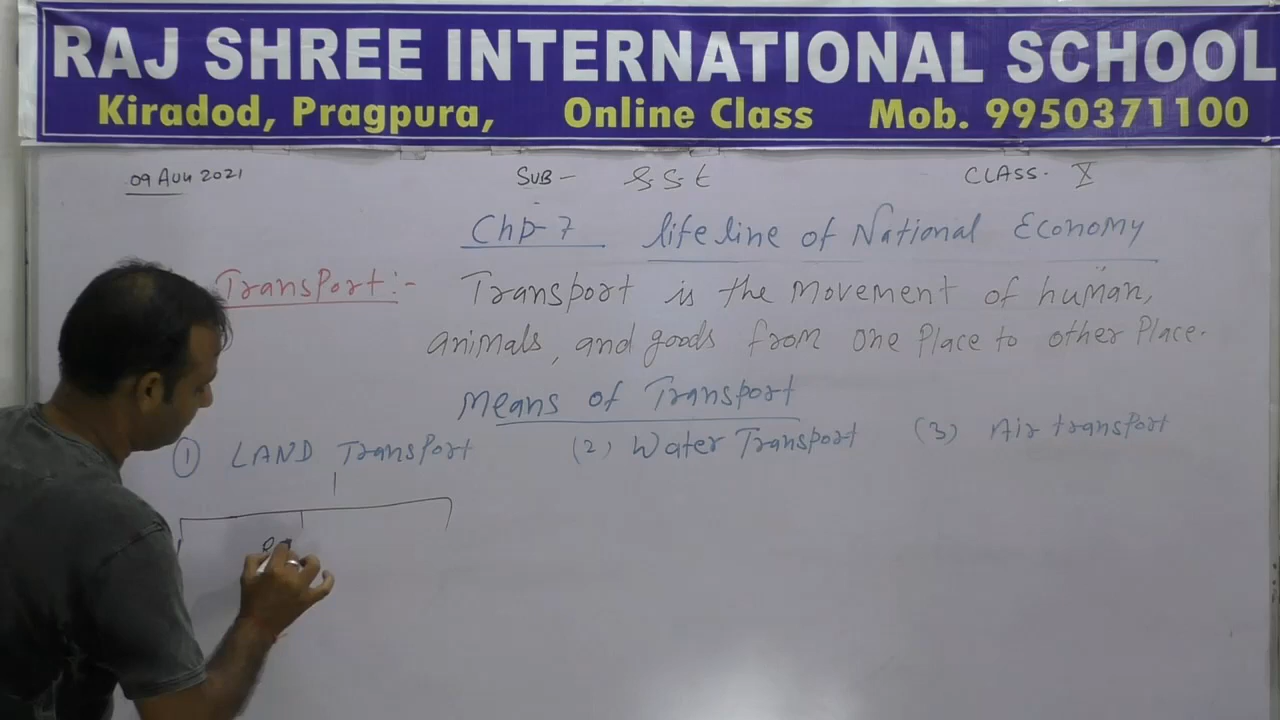 RAJ SHREE INTERNATIONAL SCHOOL
Kiradod, Pragpura, Online Class Mob. 9950371100
09 AUG 2021 SUB- S.S.t CLASS. X
Chp-7 life line of National Economy
Transport:- Transport is the movement of human,
animals, and goods from one place to other place.
Means of Transport
(1) LAND Transport (2) Water Transport (3) Air transport